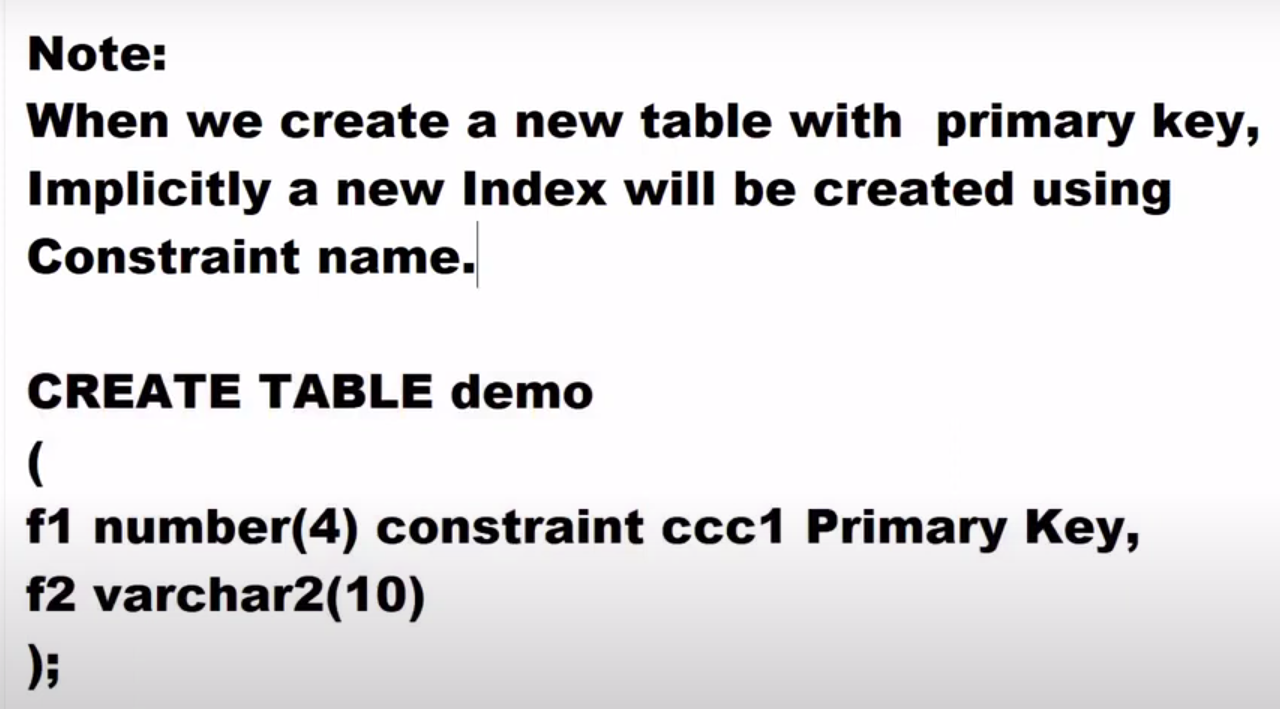 Note:
When we create a new table with primary key,
Implicitly a new Index will be created using
Constraint name.
CREATE TABLE demo
(
f1 number(4) constraint ccc1 Primary Key,
f2 varchar2(10)
);